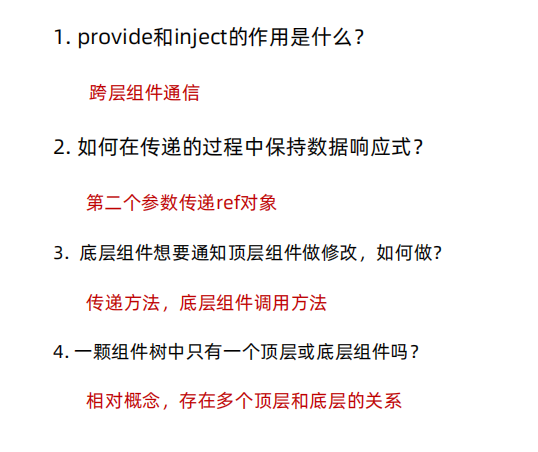 1. provide和inject的作用是什么？
跨层组件通信
2. 如何在传递的过程中保持数据响应式？
第二个参数传递ref对象
3. 底层组件想要通知顶层组件做修改，如何做？
传递方法，底层组件调用方法
4. 一颗组件树中只有一个顶层或底层组件吗？
相对概念，存在多个顶层和底层的关系